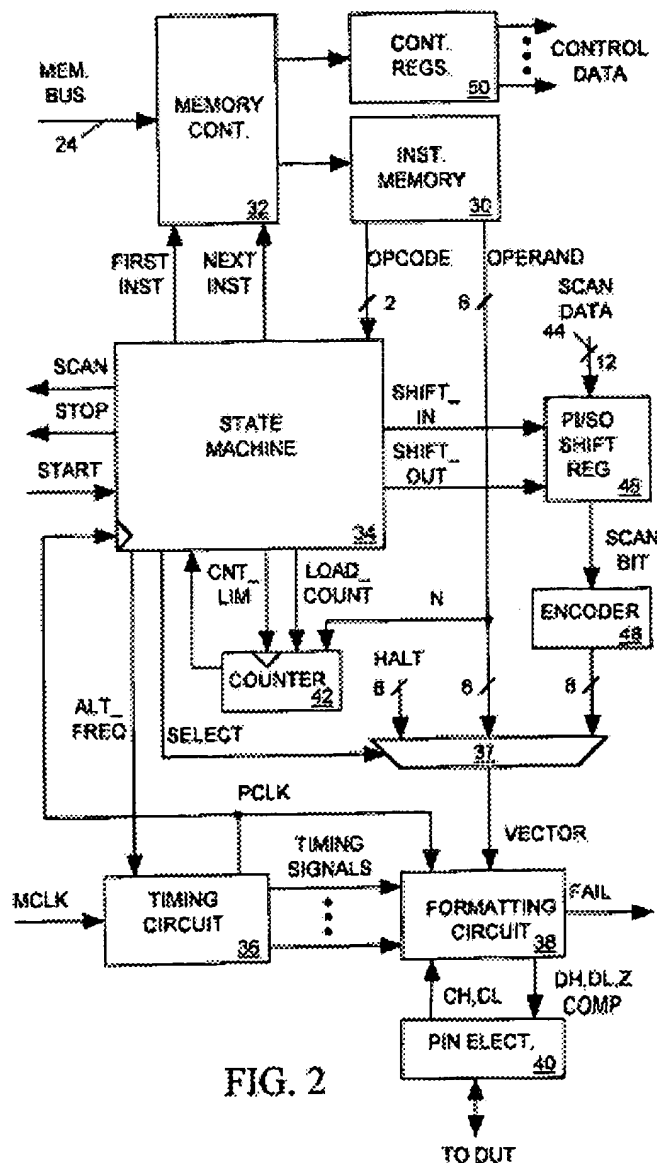 MEM.
BUS
24
MEMORY
CONT.
32
CONT.
REGS.
50
CONTROL
DATA
INST.
MEMORY
30
FIRST
INST
NEXT
INST
OPCODE
2
OPERAND
8
SCAN
DATA
44
12
SCAN
STOP
START
STATE
MACHINE
34
SHIFT_
IN
SHIFT_
OUT
PI/SO
SHIFT
REG
46
SCAN
BIT
ENCODER
48
8
CNT_
LIM
LOAD_
COUNT
N
COUNTER
42
HALT
8
8
ALT_
FREQ
SELECT
37
PCLK
VECTOR
MCLK
TIMING
CIRCUIT
36
TIMING
SIGNALS
FORMATTING
CIRCUIT
38
FAIL
CH,CL
DH,DL,Z
COMP
PIN ELECT.
40
FIG. 2
TO DUT